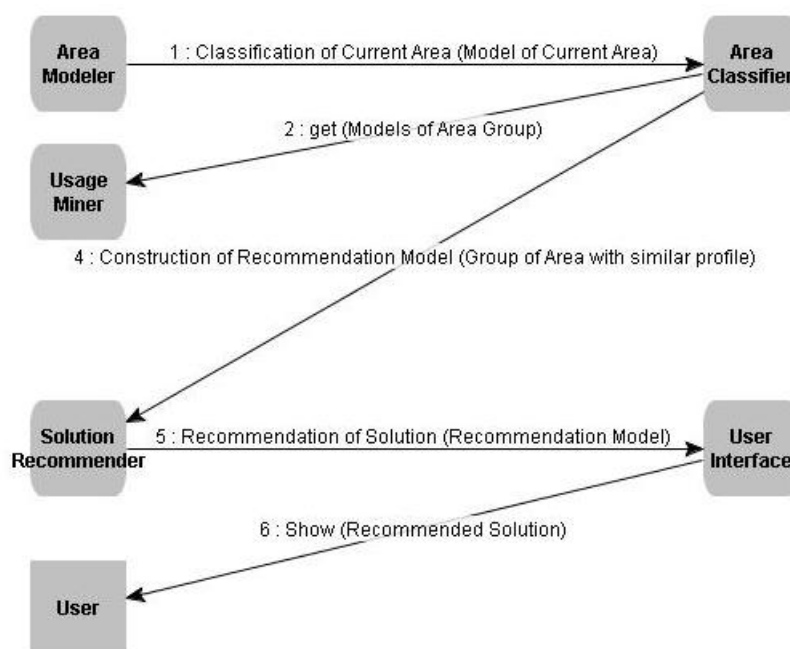 Area
Modeler
1 : Classification of Current Area (Model of Current Area)
Area
Classifier
2 : get (Models of Area Group)
Usage
Miner
4 : Construction of Recommendation Model (Group of Area with similar profile)
Solution
Recommender
5 : Recommendation of Solution (Recommendation Model)
User
Interface
6 : Show (Recommended Solution)
User